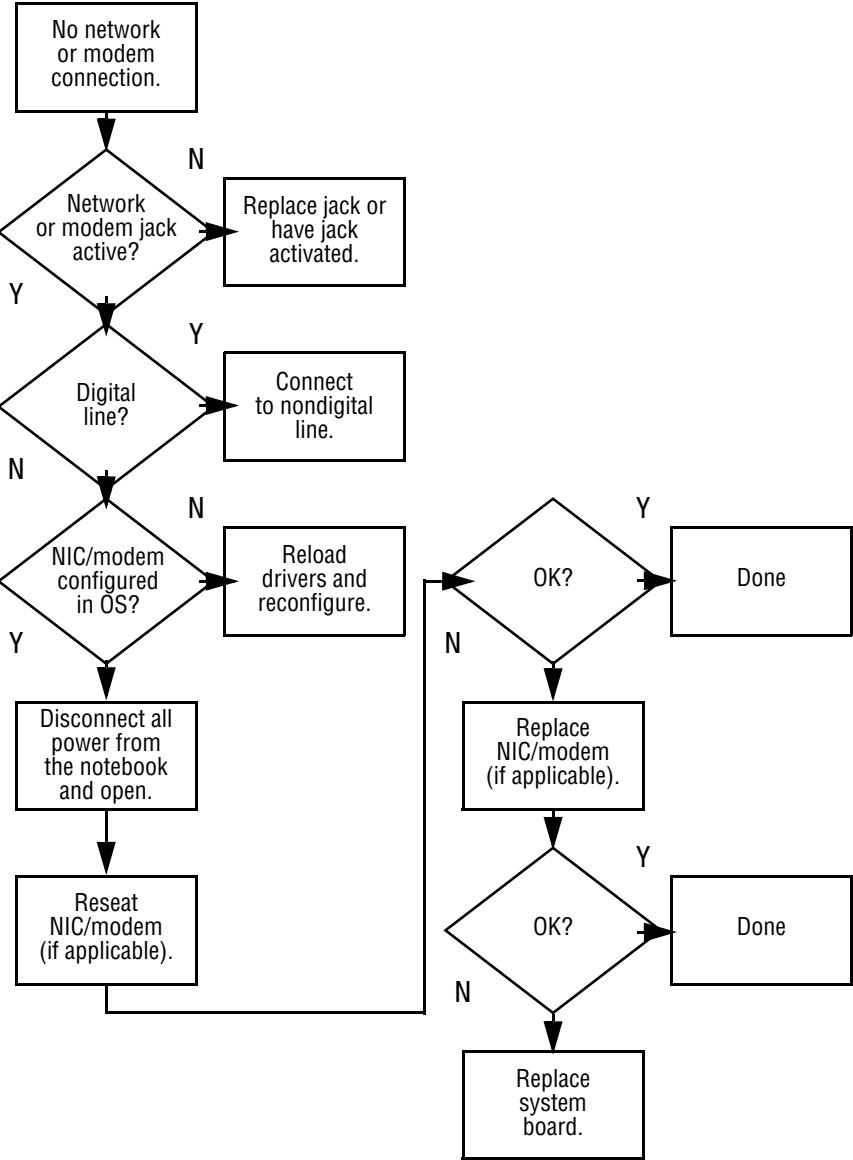 No network
or modem
connection.
N
Network
or modem jack
active?
Replace jack or
have jack
activated.
Y
Y
Digital
line?
Connect
to nondigital
line.
N
N
NIC/modem
configured
in OS?
Reload
drivers and
reconfigure.
Y
Disconnect all
power from
the notebook
and open.
Reseat
NIC/modem
(if applicable).
Y
OK?
Done
N
Replace
NIC/modem
(if applicable).
Y
OK?
Done
N
Replace
system
board.